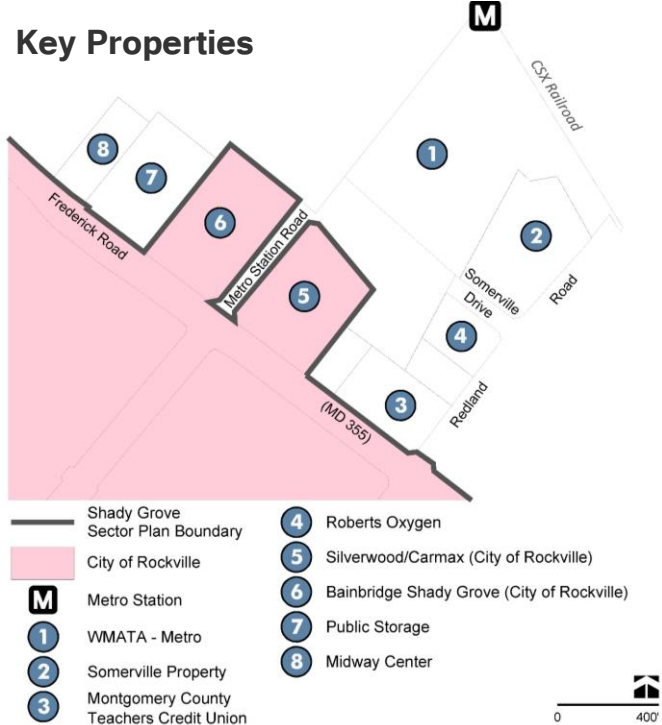 Key Properties
M
CSX Railroad
1
8
7
2
6
Frederick Road
Metro Station Road
5
Somerville
Drive
Road
4
3
Redland
(MD 355)
Shady Grove
Sector Plan Boundary
City of Rockville
M
Metro Station
1
WMATA - Metro
2
Somerville Property
3
Montgomery County
Teachers Credit Union
4
Roberts Oxygen
5
Silverwood/Carmax (City of Rockville)
6
Bainbridge Shady Grove (City of Rockville)
7
Public Storage
8
Midway Center
0 400'